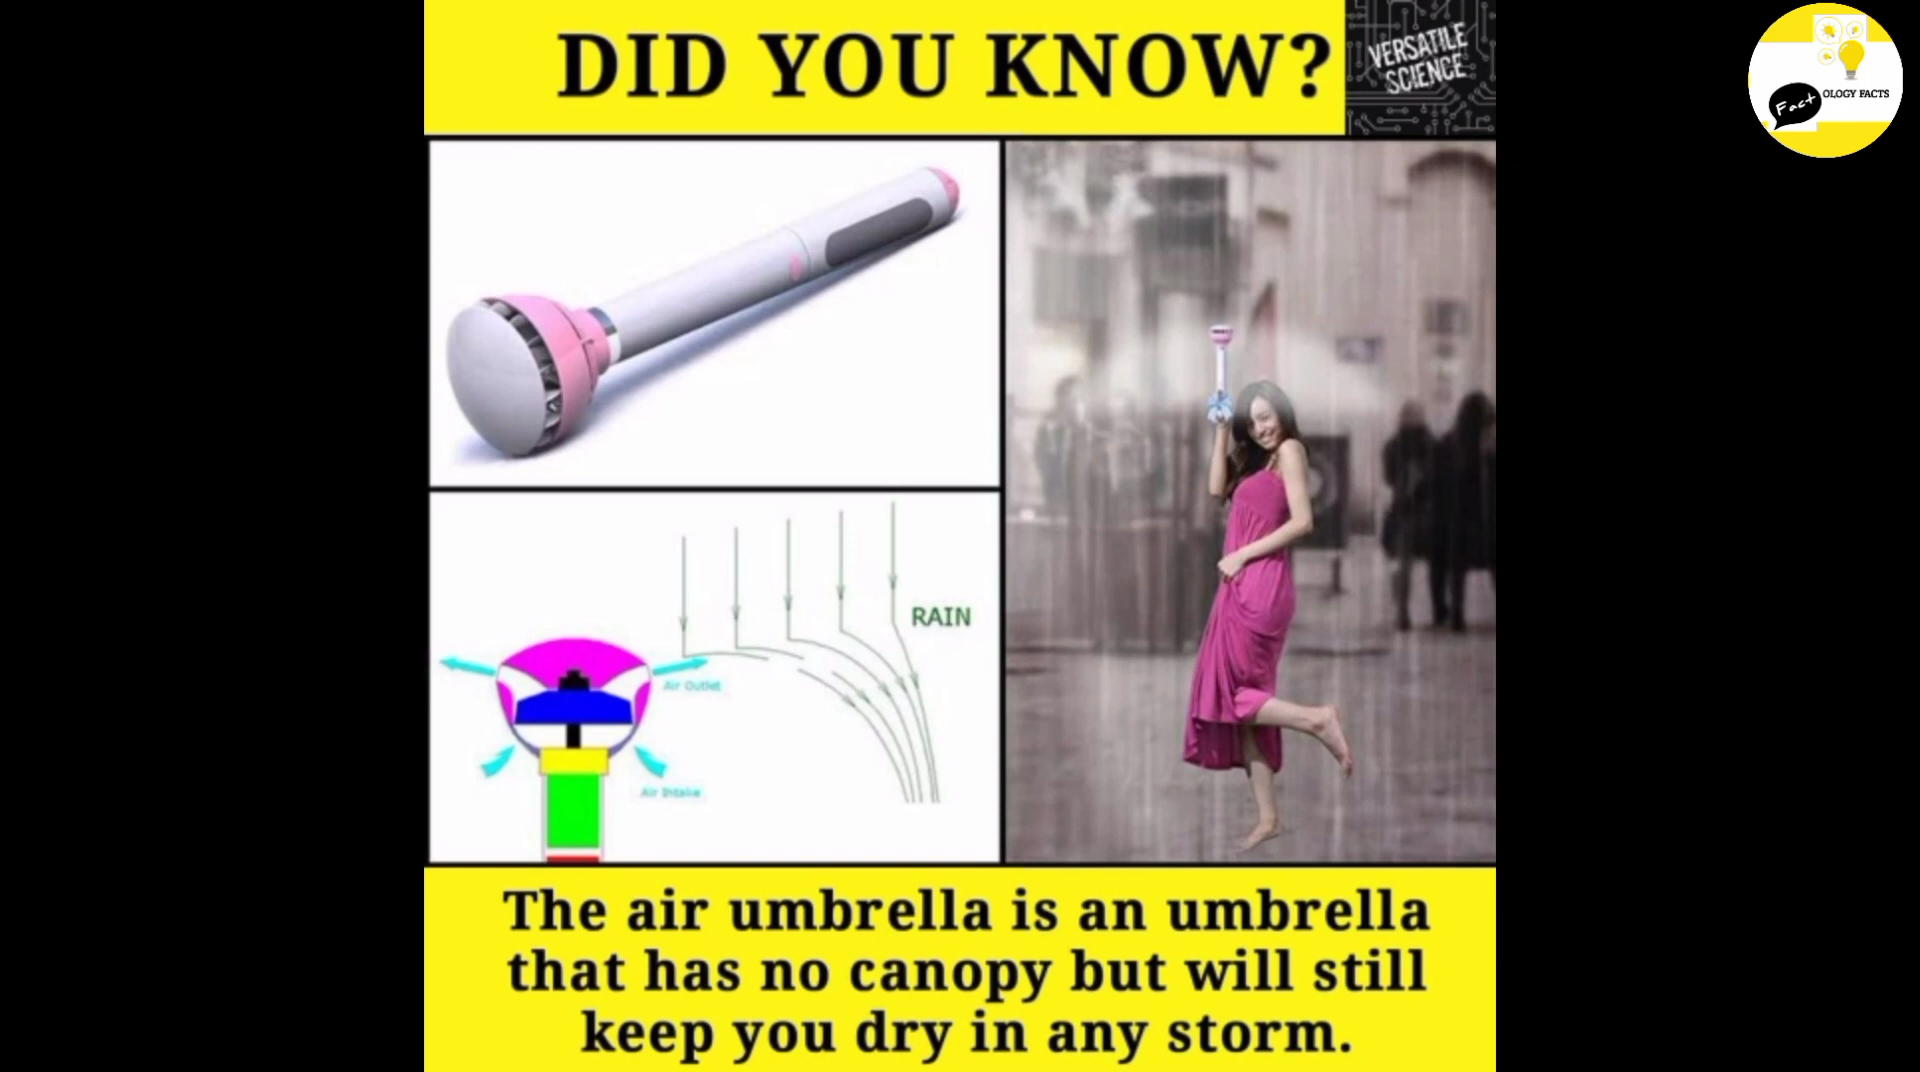 DID YOU KNOW?
VERSATILE
SCIENCE
Fact
OLOGY FACTS
RAIN
Air Outlet
Air Intake
The air umbrella is an umbrella
that has no canopy but will still
keep you dry in any storm.